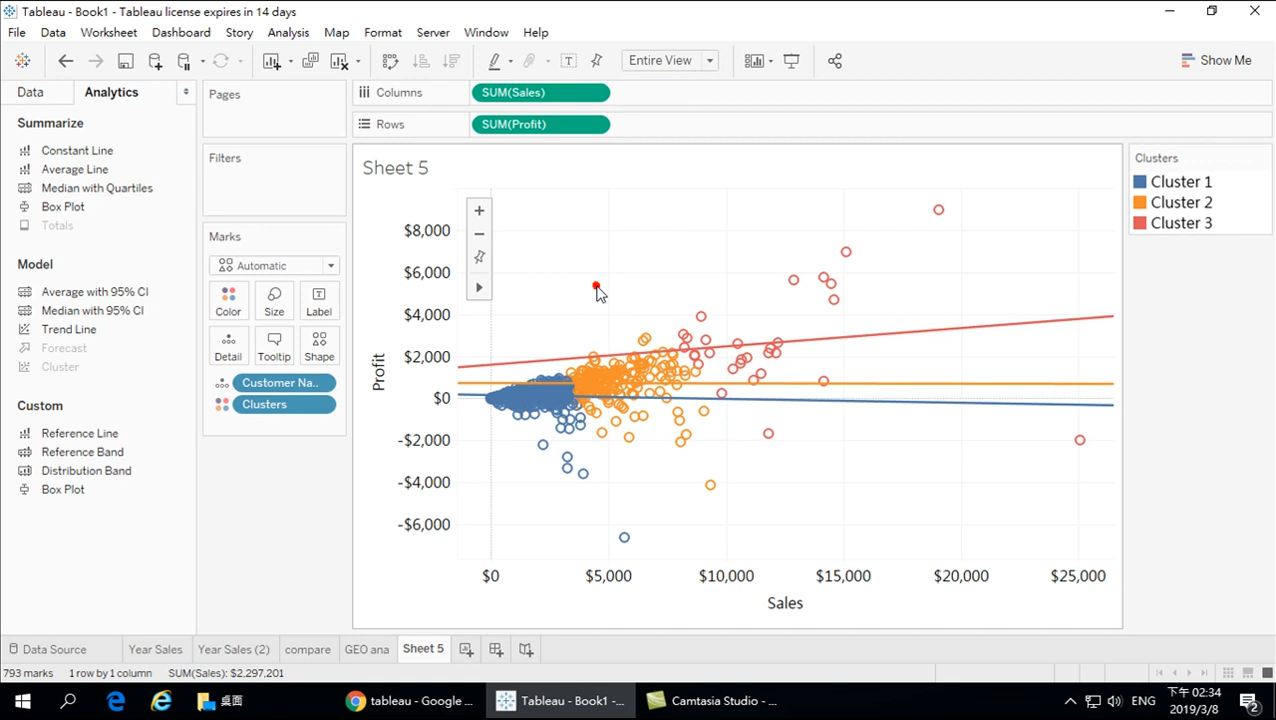 Tableau - Book1 - Tableau license expires in 14 days
File Data Worksheet Dashboard Story Analysis Map Format Server Window Help
Entire View
Show Me
Data Analytics
Summarize
Constant Line
Average Line
Median with Quartiles
Box Plot
Totals
Model
Average with 95% CI
Median with 95% CI
Trend Line
Forecast
Cluster
Custom
Reference Line
Reference Band
Distribution Band
Box Plot
Pages
Filters
Marks
Automatic
Color Size Label
Detail Tooltip Shape
Customer Na..
Clusters
Columns SUM(Sales)
Rows SUM(Profit)
Sheet 5
$8,000
$6,000
$4,000
$2,000
$0
-$2,000
-$4,000
-$6,000
Profit
$0 $5,000 $10,000 $15,000 $20,000 $25,000
Sales
Clusters
Cluster 1
Cluster 2
Cluster 3
Data Source Year Sales Year Sales (2) compare GEO ana Sheet 5
793 marks 1 row by 1 column SUM(Sales): $2,297,201
桌面 tableau - Google ... Tableau - Book1 -... Camtasia Studio - ... ENG 下午 02:34
2019/3/8
2